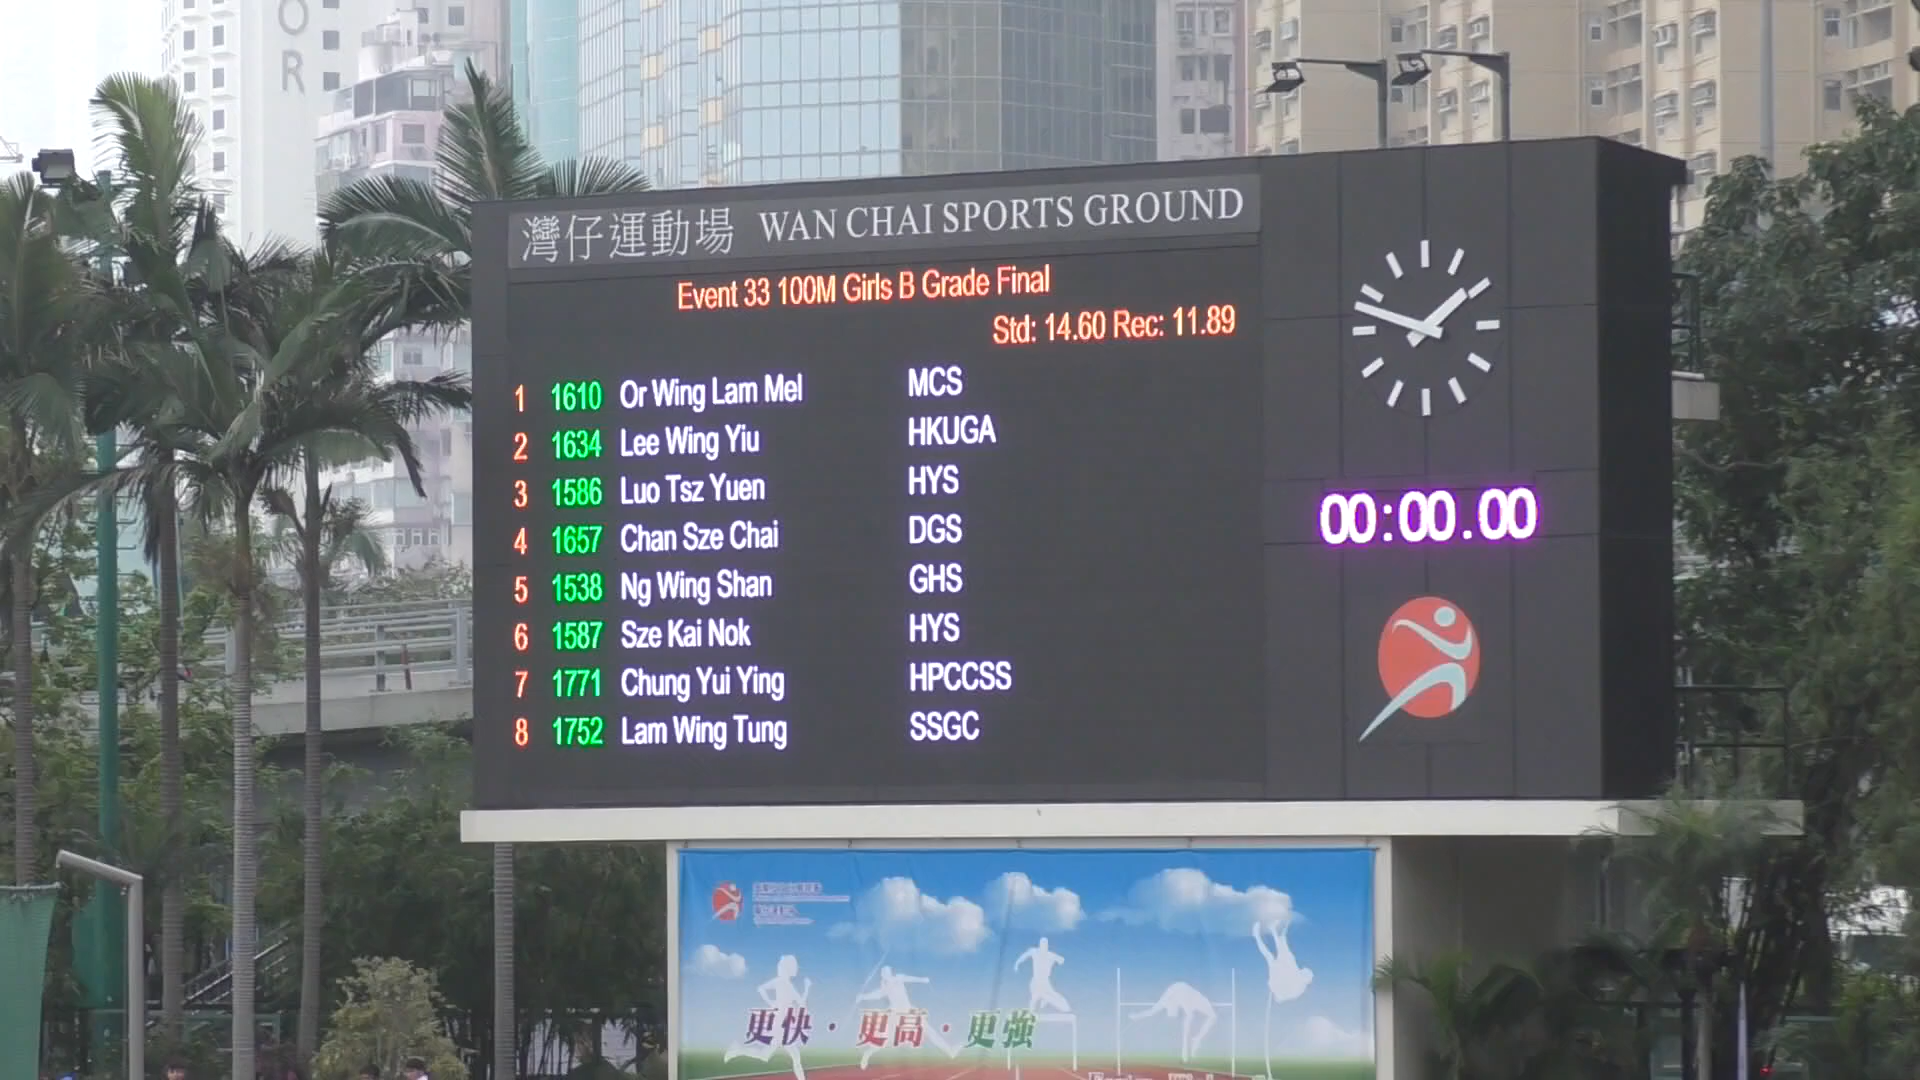 OR
灣仔運動場 WAN CHAI SPORTS GROUND
Event 33 100M Girls B Grade Final
Std: 14.60 Rec: 11.89
1 1610 Or Wing Lam Mel MCS
2 1634 Lee Wing Yiu HKUGA
3 1586 Luo Tsz Yuen HYS
4 1657 Chan Sze Chai DGS
5 1538 Ng Wing Shan GHS
6 1587 Sze Kai Nok HYS
7 1771 Chung Yui Ying HPCCSS
8 1752 Lam Wing Tung SSGC
00:00.00
更快・更高・更強